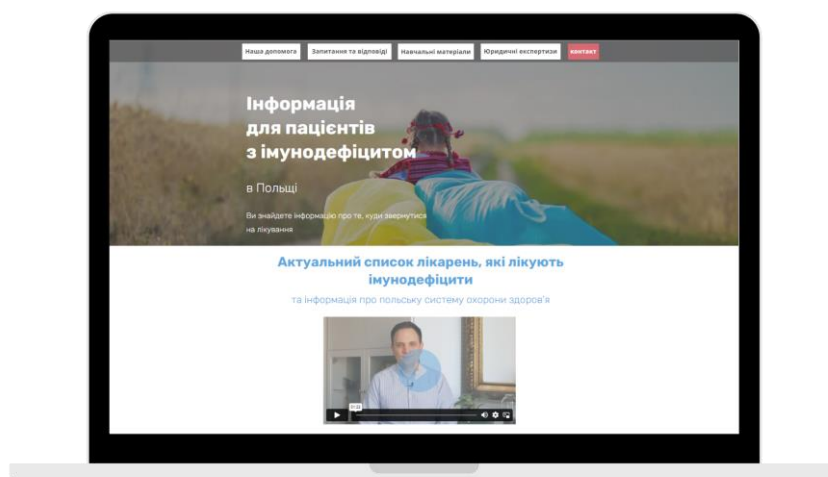 Наша допомога
Запитання та відповіді
Навчальні матеріали
Юридичні експертизи
контакт
Інформація
для пацієнтів
з імунодефіцитом
в Польщі
Ви знайдете інформацію про те, куди звернутися
на лікування
Актуальний список лікарень, які лікують
імунодефіцити
та інформація про польську систему охорони здоров'я